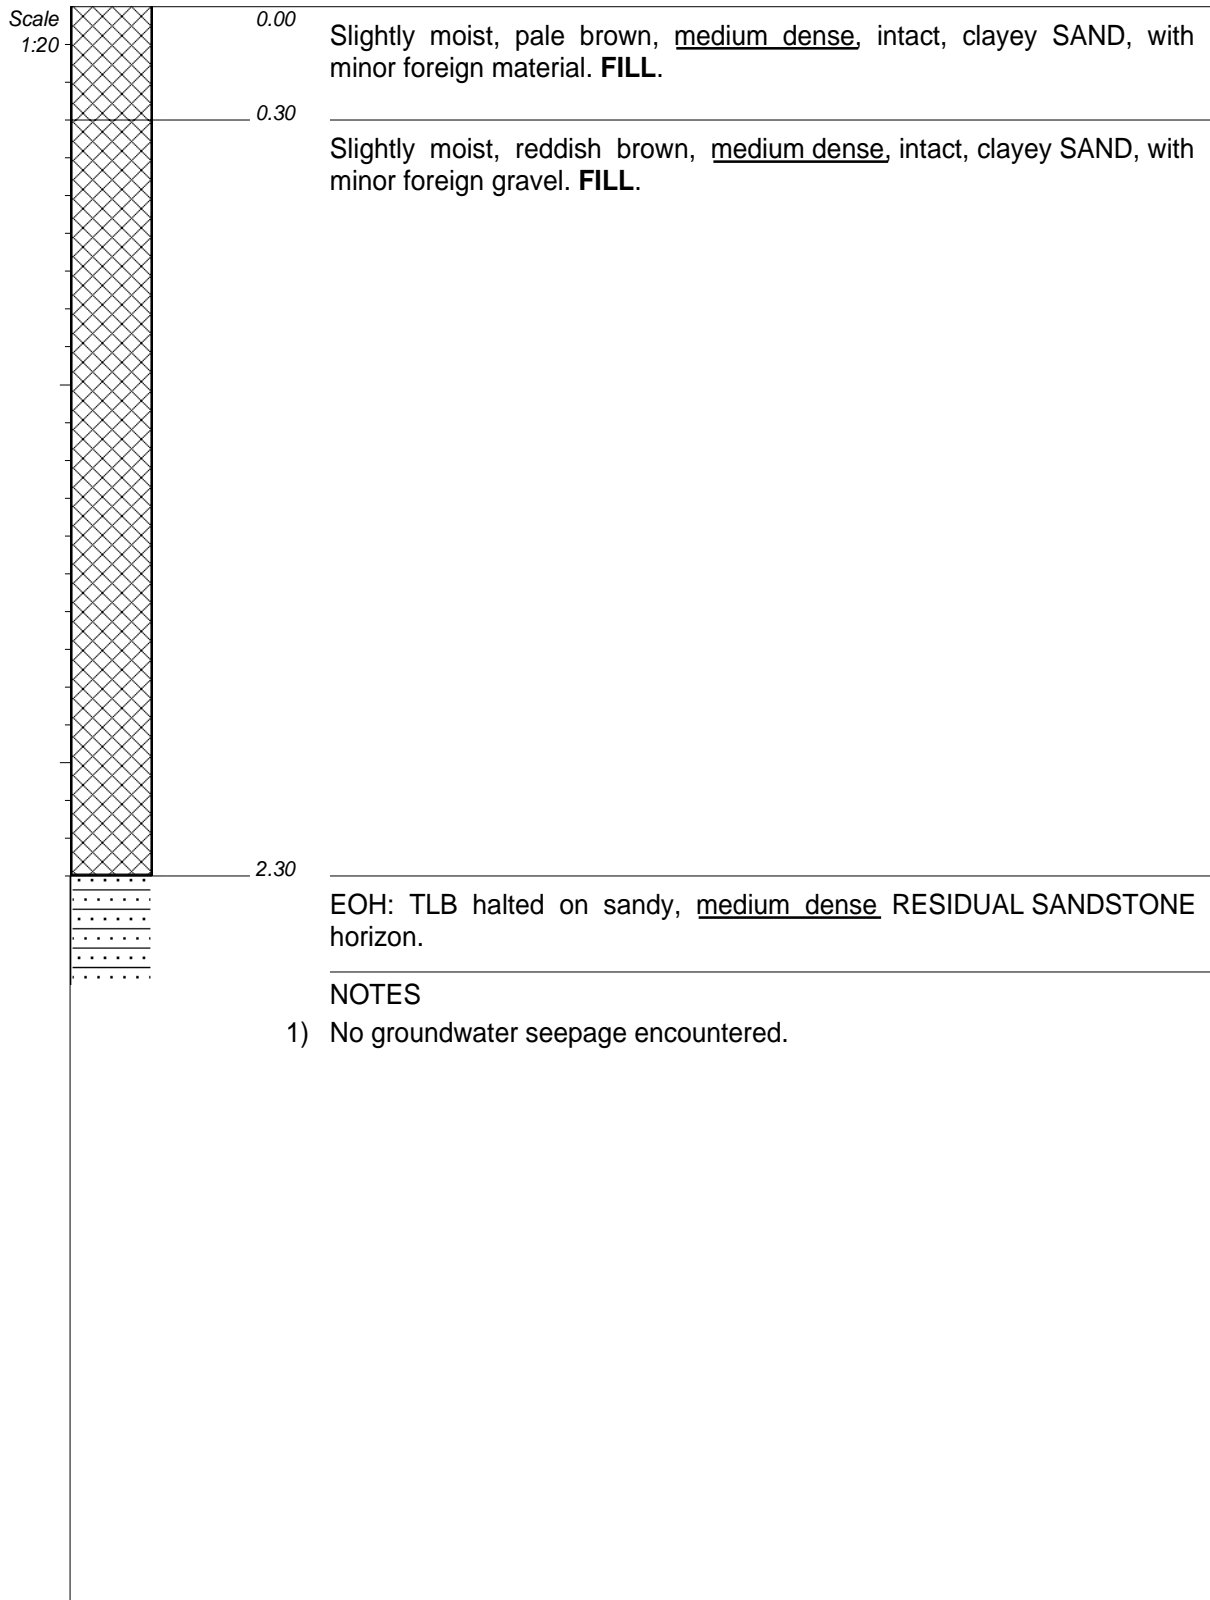 Scale
1:20
0.00
Slightly moist, pale brown, medium dense, intact, clayey SAND, with
minor foreign material. FILL.
0.30
Slightly moist, reddish brown, medium dense, intact, clayey SAND, with
minor foreign gravel. FILL.
2.30
EOH: TLB halted on sandy, medium dense RESIDUAL SANDSTONE
horizon.
NOTES
1) No groundwater seepage encountered.